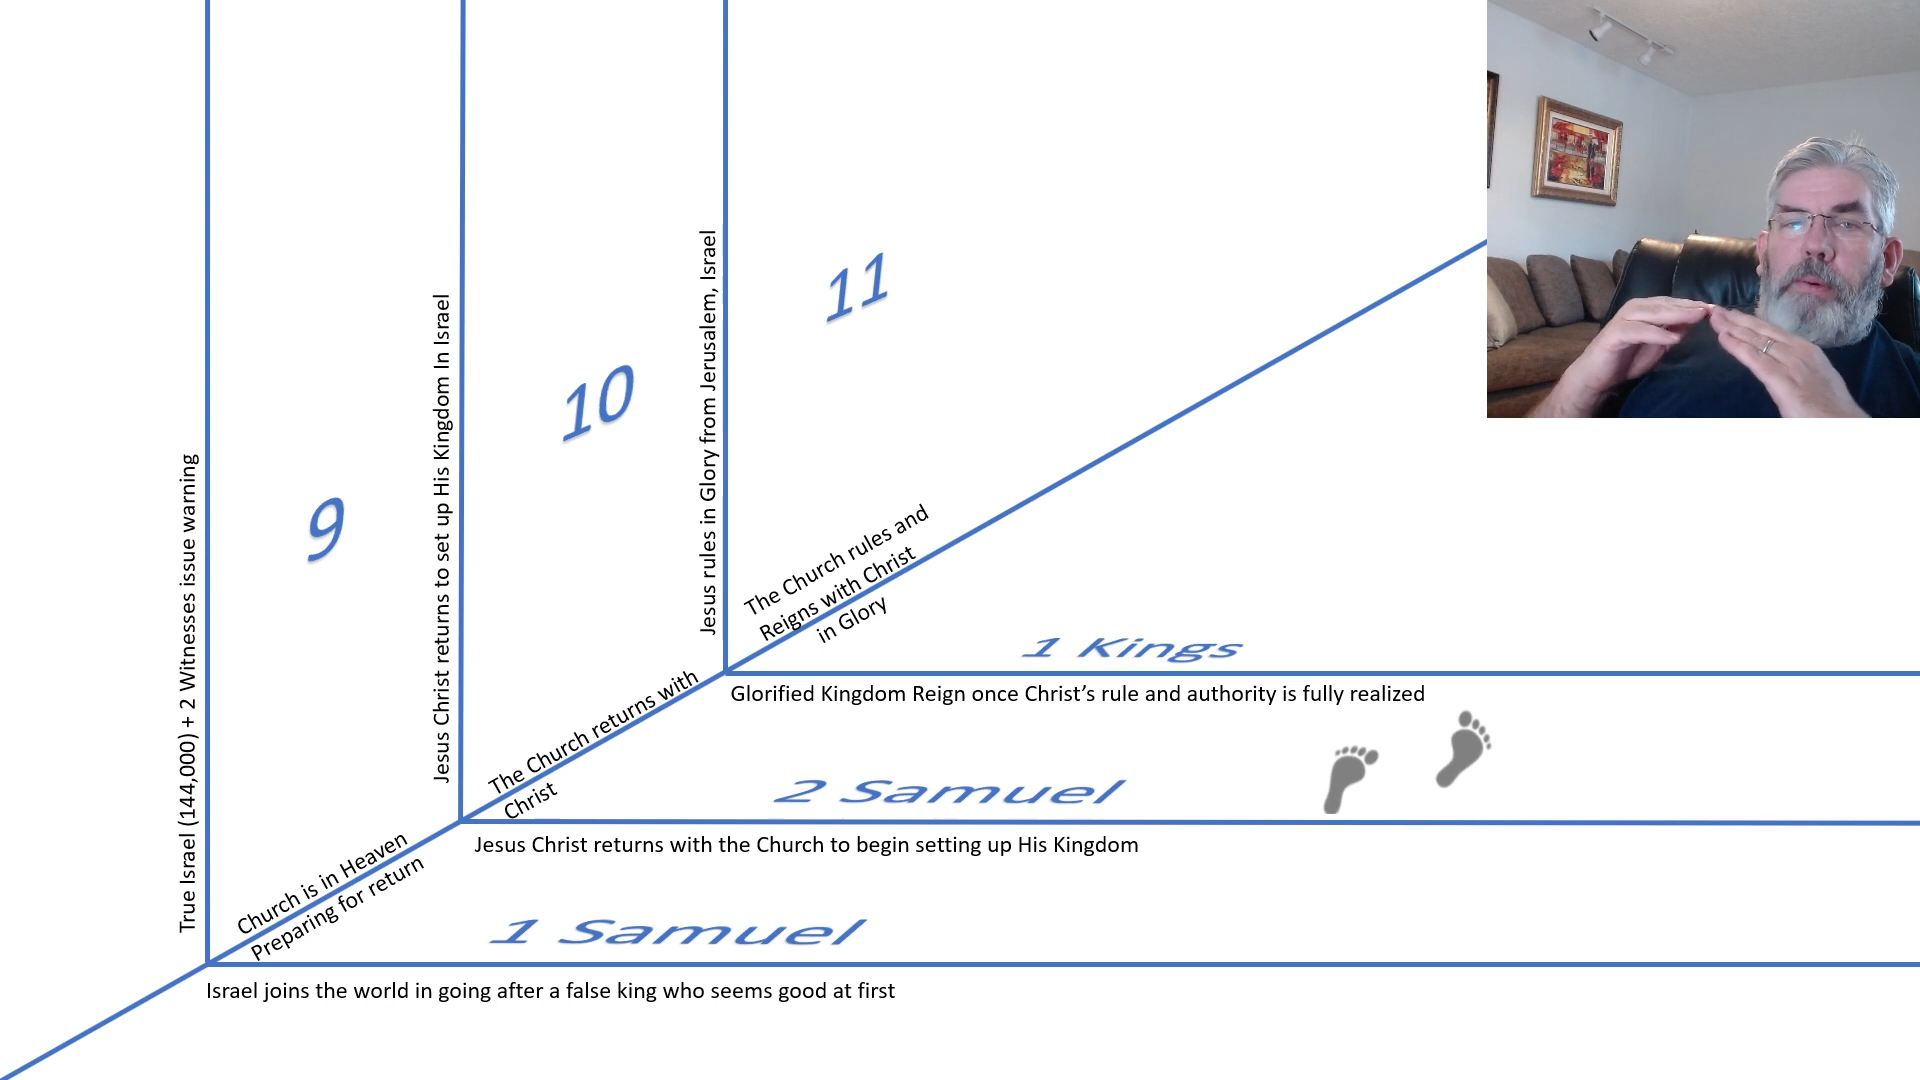 True Israel (144,000) + 2 Witnesses issue warning
9
Church is in Heaven
Preparing for return
1 Samuel
Israel joins the world in going after a false king who seems good at first
Jesus Christ returns to set up His Kingdom In Israel
10
The Church returns with
Christ
2 Samuel
Jesus Christ returns with the Church to begin setting up His Kingdom
Jesus rules in Glory from Jerusalem, Israel
11
The Church rules and
Reigns with Christ
in Glory
1 Kings
Glorified Kingdom Reign once Christ’s rule and authority is fully realized